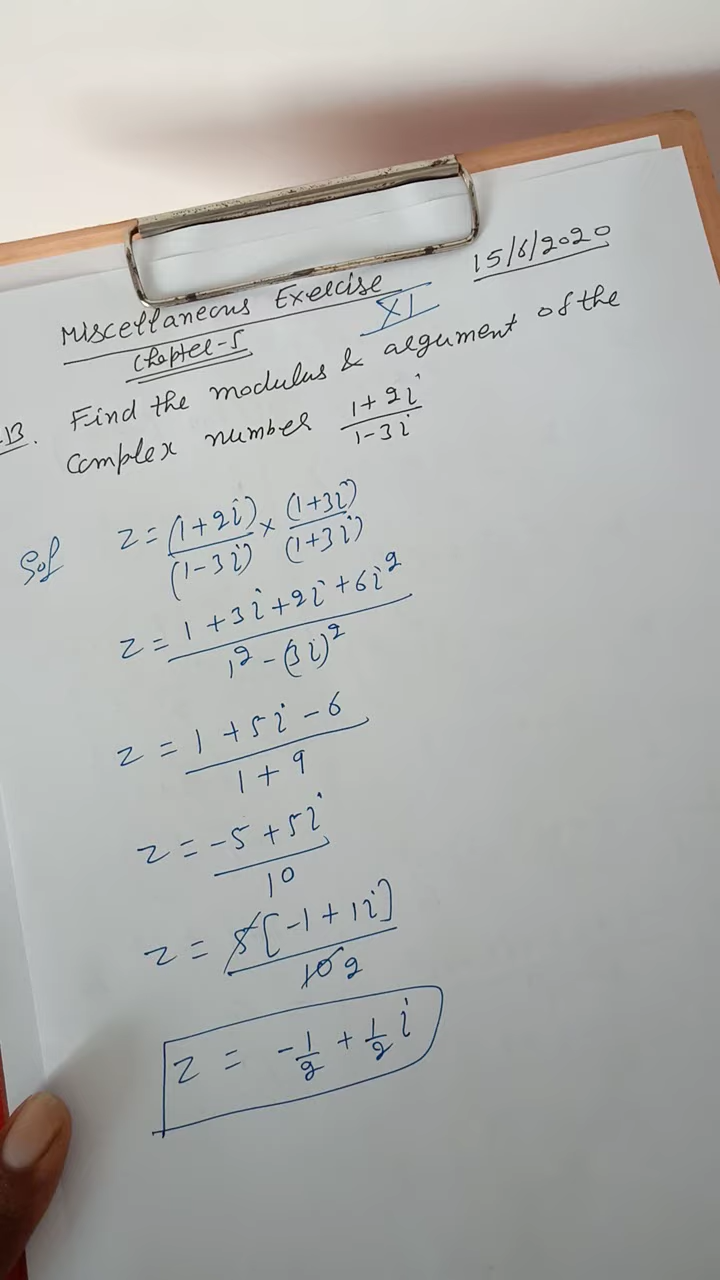 Miscellaneous Exercise
15/6/2020
Chapter-5
XI
13. Find the modulus & argument of the
Complex number (1+2i)/(1-3i)
Sol
z = (1+2i)/(1-3i) × (1+3i)/(1+3i)
z = (1+3i+2i+6i²)/(1²-(3i)²)
z = (1+5i-6)/(1+9)
z = (-5+5i)/10
z = 5[-1+1i]/10 2
z = -1/2 + 1/2 i